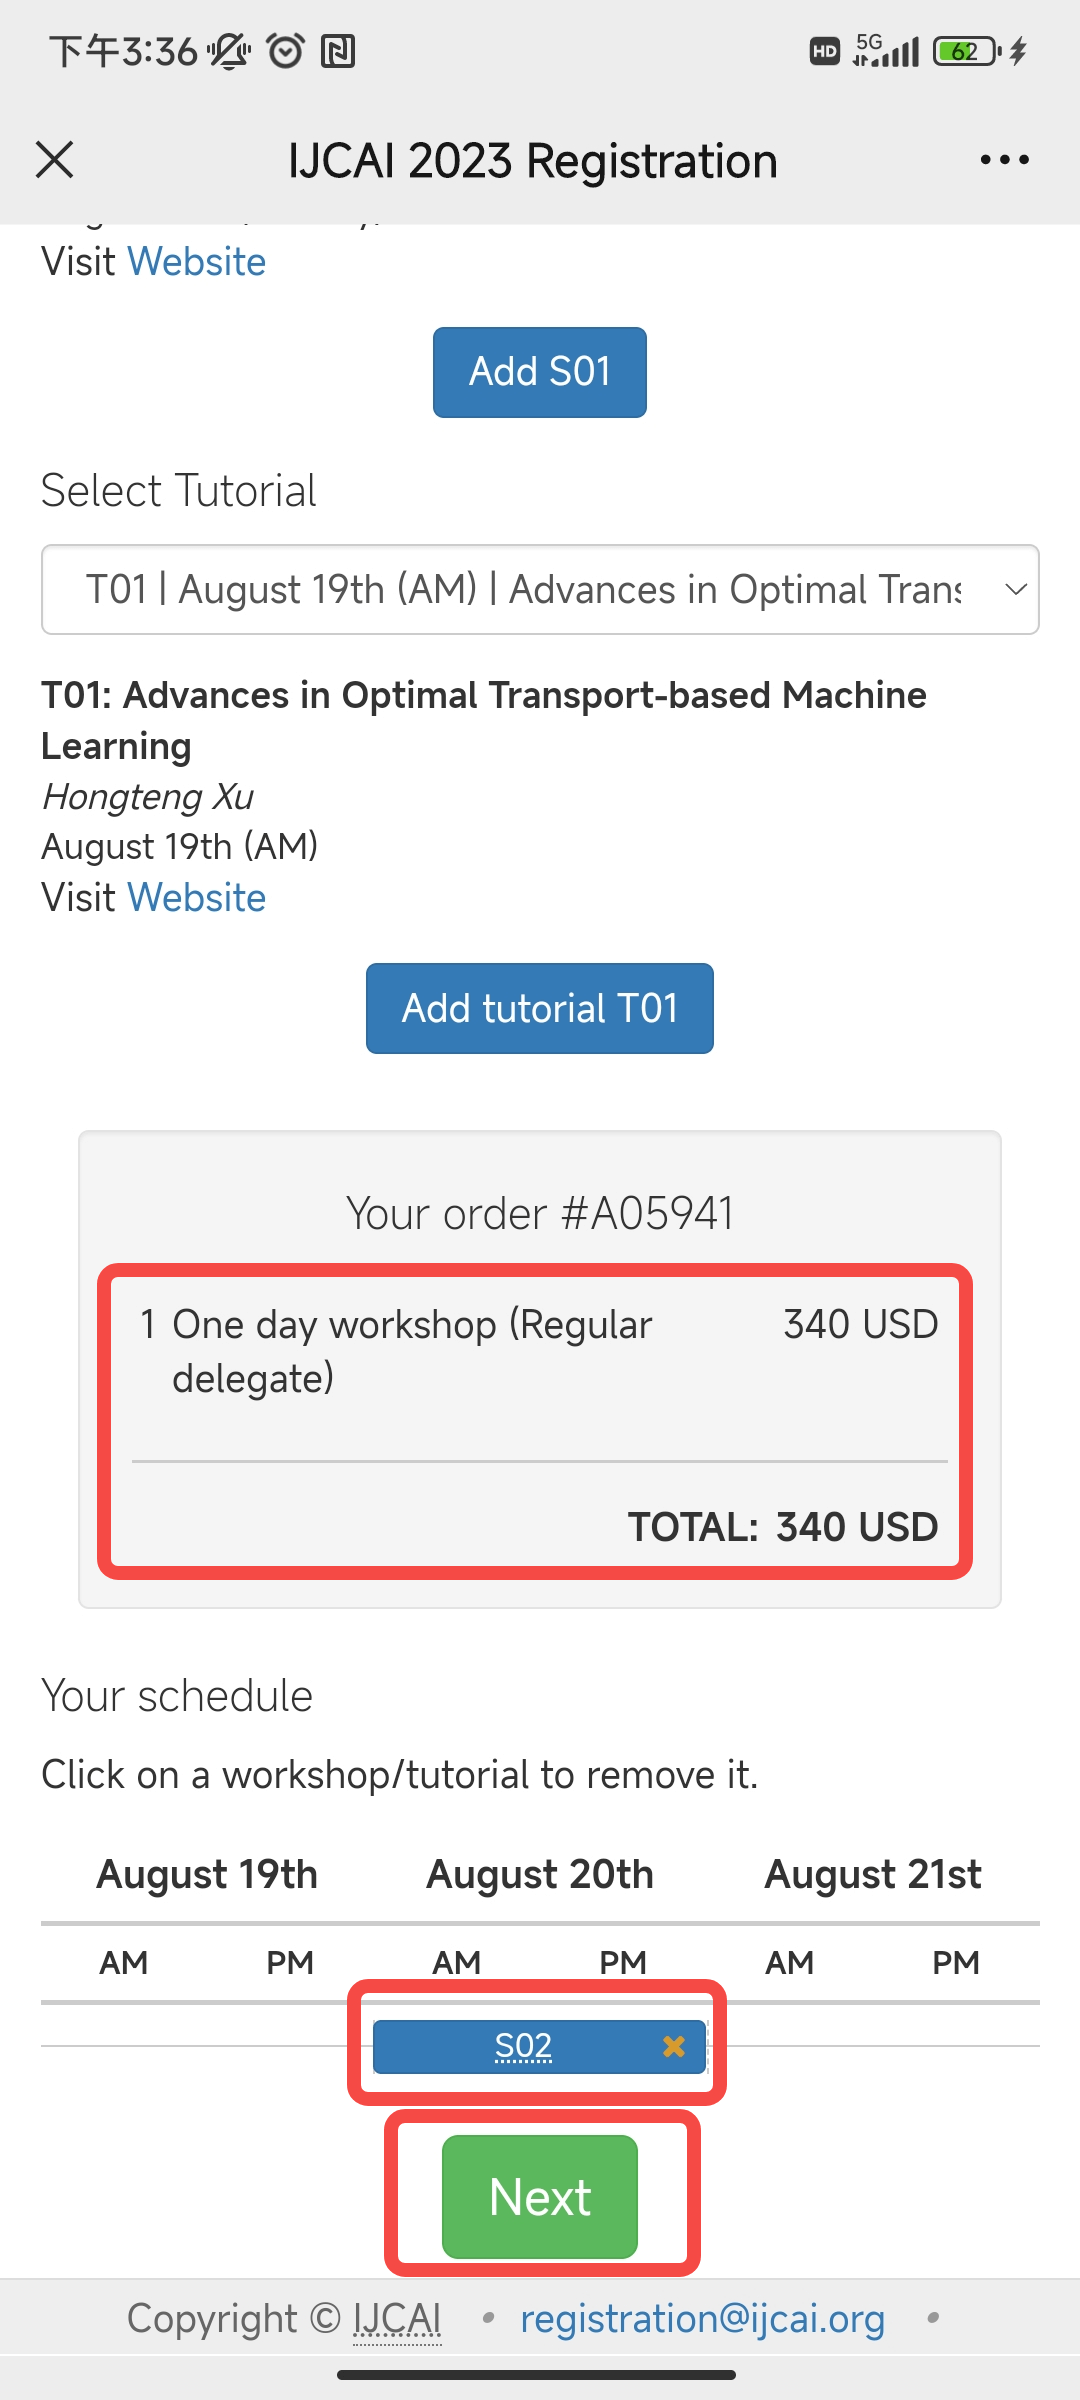 下午3:36
HD 5G 62
IJCAI 2023 Registration
Visit Website
Add S01
Select Tutorial
T01 | August 19th (AM) | Advances in Optimal Trans
T01: Advances in Optimal Transport-based Machine
Learning
Hongteng Xu
August 19th (AM)
Visit Website
Add tutorial T01
Your order #A05941
1 One day workshop (Regular 340 USD
delegate)
TOTAL: 340 USD
Your schedule
Click on a workshop/tutorial to remove it.
August 19th August 20th August 21st
AM PM AM PM AM PM
S02
Next
Copyright © IJCAI • registration@ijcai.org •